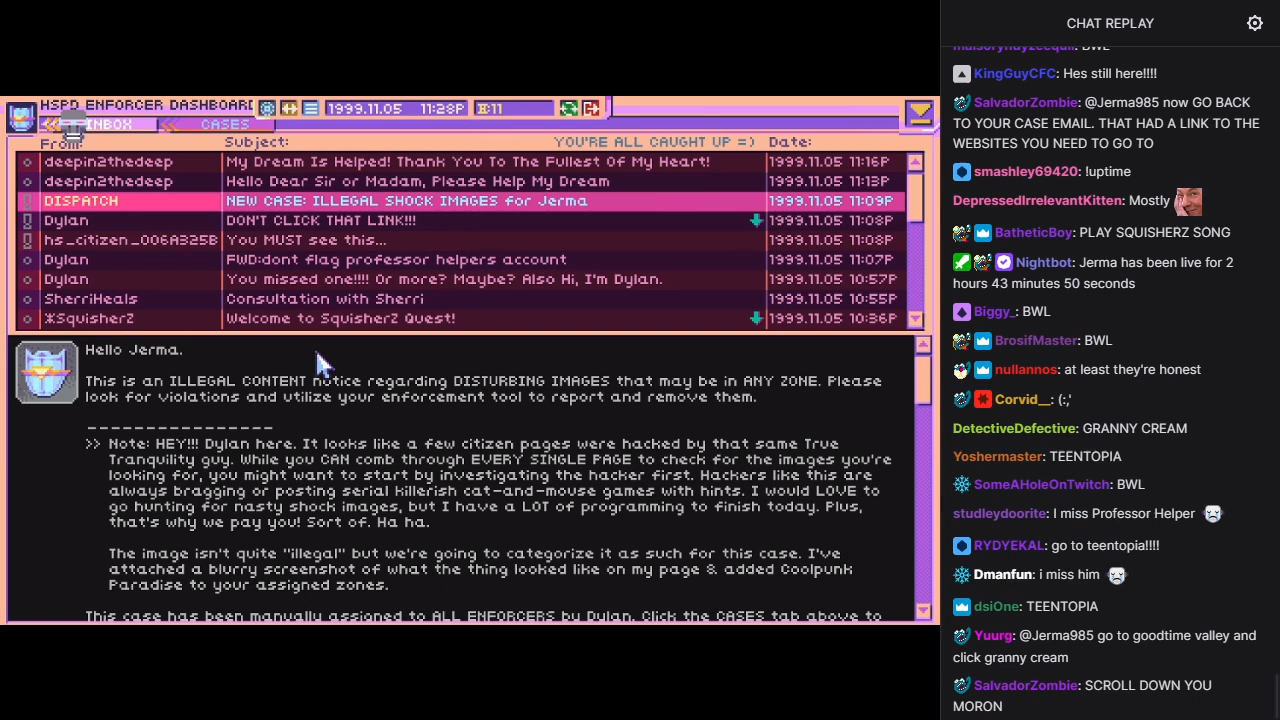 HSPD ENFORCER DASHBOARD
1999.11.05 11:28P
11
INBOX
CASES
From:
Subject:
YOU'RE ALL CAUGHT UP =)
Date:
deepin2thedeep My Dream Is Helped! Thank You To The Fullest Of My Heart! 1999.11.05 11:16P
deepin2thedeep Hello Dear Sir or Madam, Please Help My Dream 1999.11.05 11:13P
DISPATCH NEW CASE: ILLEGAL SHOCK IMAGES for Jerma 1999.11.05 11:09P
Dylan DON'T CLICK THAT LINK!!! 1999.11.05 11:08P
hs_citizen_006A325B You MUST see this... 1999.11.05 11:08P
Dylan FWD:dont flag professor helpers account 1999.11.05 11:07P
Dylan You missed one!!!! Or more? Maybe? Also Hi, I'm Dylan. 1999.11.05 10:57P
SherriHeals Consultation with Sherri 1999.11.05 10:55P
SquisherZ Welcome to SquisherZ Quest! 1999.11.05 10:36P
Hello Jerma.
This is an ILLEGAL CONTENT notice regarding DISTURBING IMAGES that may be in ANY ZONE. Please
look for violations and utilize your enforcement tool to report and remove them.
----------------
>> Note: HEY!!! Dylan here. It looks like a few citizen pages were hacked by that same True
Tranquility guy. While you CAN comb through EVERY SINGLE PAGE to check for the images you're
looking for, you might want to start by investigating the hacker first. Hackers like this are
always bragging or posting serial killerish cat-and-mouse games with hints. I would LOVE to
go hunting for nasty shock images, but I have a LOT of programming to finish today. Plus,
that's why we pay you! Sort of. Ha ha.
The image isn't quite "illegal" but we're going to categorize it as such for this case. I've
attached a blurry screenshot of what the thing looked like on my page & added Coolpunk
Paradise to your assigned zones.
This case has been manually assigned to ALL ENFORCERS by Dylan. Click the CASES tab above to
CHAT REPLAY
BWL
KingGuyCFC: Hes still here!!!!
SalvadorZombie: @Jerma985 now GO BACK
TO YOUR CASE EMAIL. THAT HAD A LINK TO THE
WEBSITES YOU NEED TO GO TO
smashley69420: !uptime
DepressedIrrelevantKitten: Mostly
BatheticBoy: PLAY SQUISHERZ SONG
Nightbot: Jerma has been live for 2
hours 43 minutes 50 seconds
Biggy_: BWL
BrosifMaster: BWL
nullannos: at least they're honest
Corvid__: (:,'
DetectiveDefective: GRANNY CREAM
Yoshermaster: TEENTOPIA
SomeAHoleOnTwitch: BWL
studleydoorite: I miss Professor Helper
RYDYEKAL: go to teentopia!!!!
Dmanfun: i miss him
dsiOne: TEENTOPIA
Yuurg: @Jerma985 go to goodtime valley and
click granny cream
SalvadorZombie: SCROLL DOWN YOU
MORON